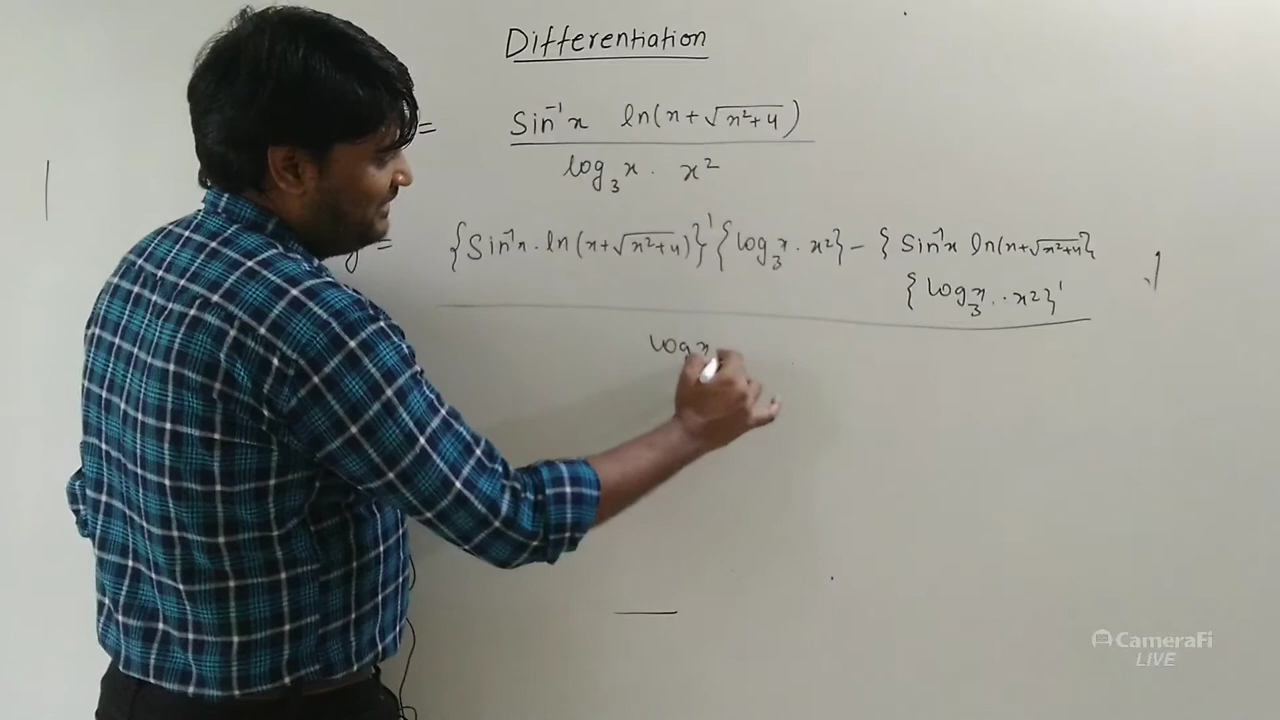 Differentiation
= Sin⁻¹x ln(x+√x²+4)
log₃x · x²
y = {Sin⁻¹x · ln(x+√x²+4)}' {log₃x · x²} - {Sin⁻¹x ln(x+√x²+4}
{log₃x · x²}'
log x
CameraFi
LIVE